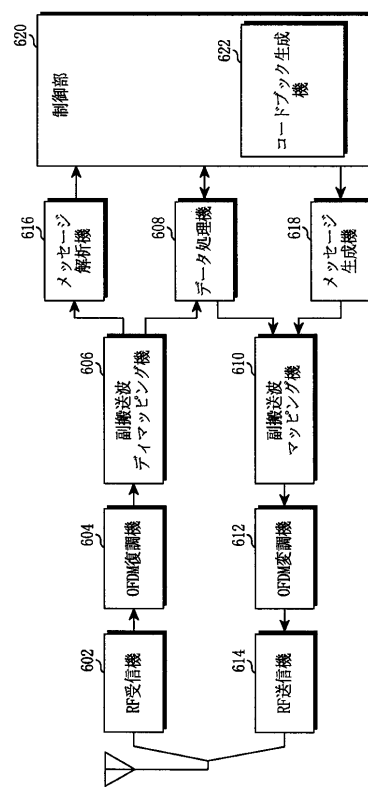 602
RF受信機
604
OFDM復調機
606
副搬送波
ディマッピング機
616
メッセージ
解析機
608
データ処理機
620
制御部
622
コードブック生成
機
614
RF送信機
612
OFDM変調機
610
副搬送波
マッピング機
618
メッセージ
生成機